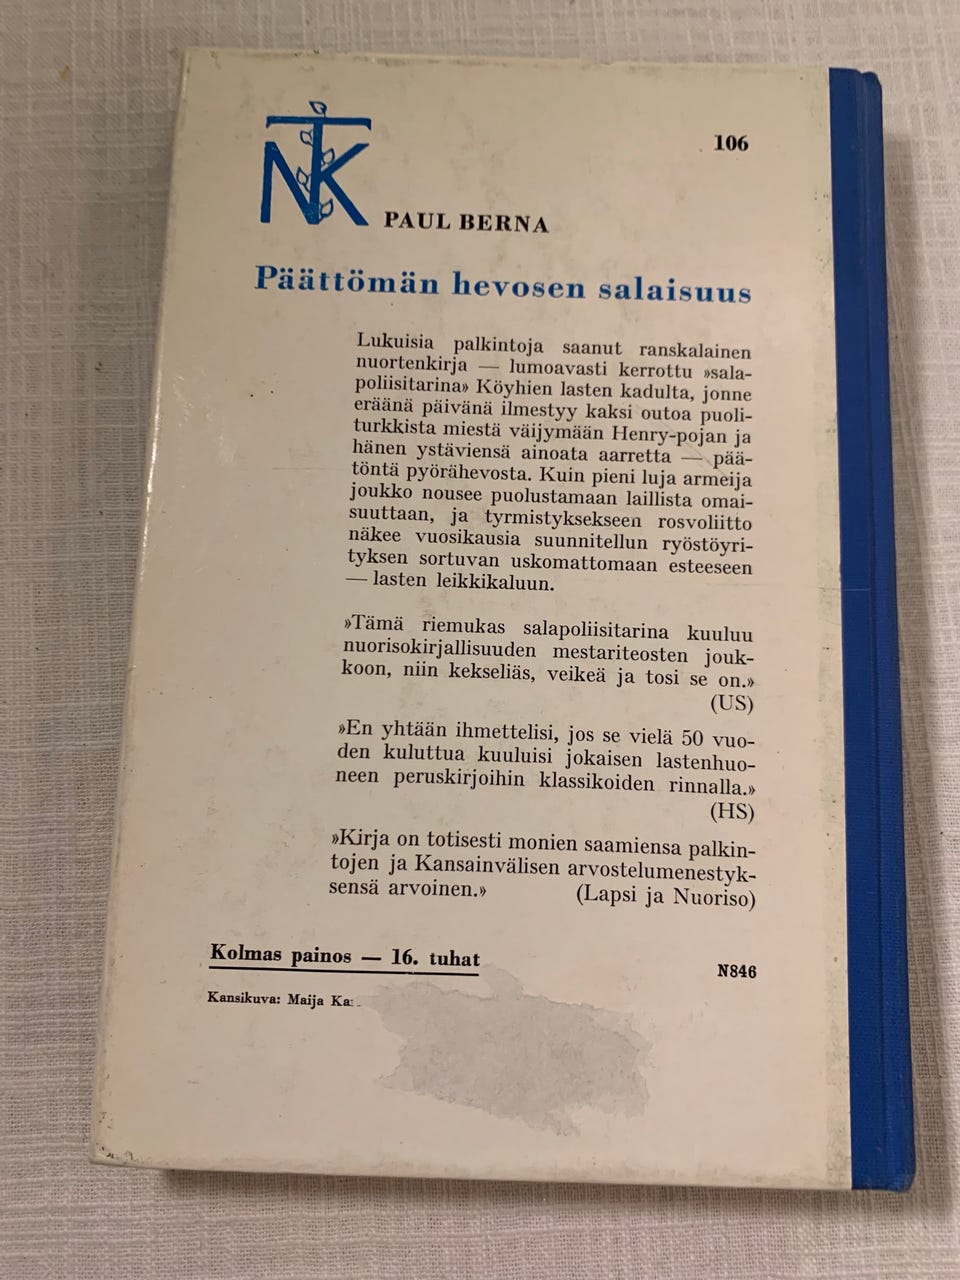 NTK
106
PAUL BERNA
Päättömän hevosen salaisuus
Lukuisia palkintoja saanut ranskalainen
nuortenkirja — lumoavasti kerrottu »sala-
poliisitarina» Köyhien lasten kadulta, jonne
eräänä päivänä ilmestyy kaksi outoa puoli-
turkkista miestä väijymään Henry-pojan ja
hänen ystäviensä ainoata aarretta — pää-
töntä pyörähevosta. Kuin pieni luja armeija
joukko nousee puolustamaan laillista omai-
suuttaan, ja tyrmistyksekseen rosvoliitto
näkee vuosikausia suunnitellun ryöstöyri-
tyksen sortuvan uskomattomaan esteeseen
— lasten leikkikaluun.
»Tämä riemukas salapoliisitarina kuuluu
nuorisokirjallisuuden mestariteosten jouk-
koon, niin kekseliäs, veikeä ja tosi se on.»
(US)
»En yhtään ihmettelisi, jos se vielä 50 vuo-
den kuluttua kuuluisi jokaisen lastenhuo-
neen peruskirjoihin klassikoiden rinnalla.»
(HS)
»Kirja on totisesti monien saamiensa palkin-
tojen ja Kansainvälisen arvostelumenestyk-
sensä arvoinen.» (Lapsi ja Nuoriso)
Kolmas painos — 16. tuhat
N846
Kansikuva: Maija